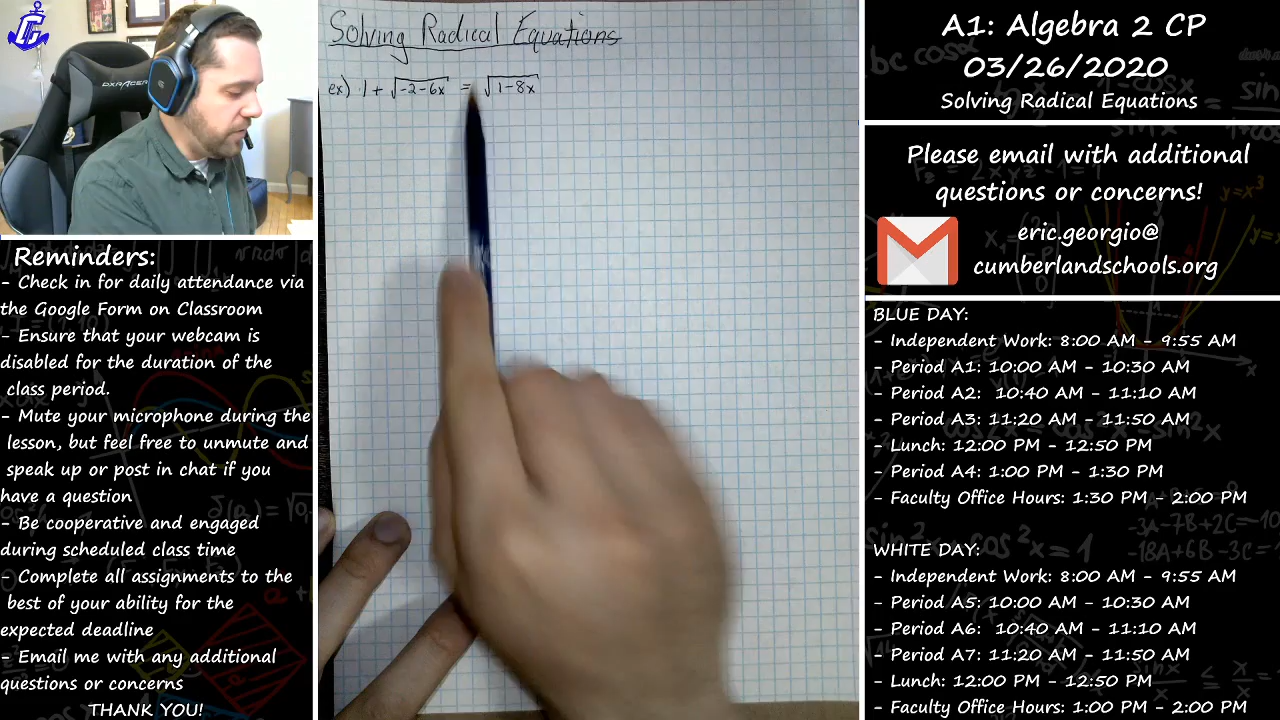 G
DXRACER
Solving Radical Equations
ex) 1 + √-2-6x = √1-8x
A1: Algebra 2 CP
03/26/2020
Solving Radical Equations
Please email with additional
questions or concerns!
eric.georgio@
cumberlandschools.org
Reminders:
- Check in for daily attendance via
the Google Form on Classroom
- Ensure that your webcam is
disabled for the duration of the
class period.
- Mute your microphone during the
lesson, but feel free to unmute and
speak up or post in chat if you
have a question
- Be cooperative and engaged
during scheduled class time
- Complete all assignments to the
best of your ability for the
expected deadline
- Email me with any additional
questions or concerns
THANK YOU!
BLUE DAY:
- Independent Work: 8:00 AM - 9:55 AM
- Period A1: 10:00 AM - 10:30 AM
- Period A2: 10:40 AM - 11:10 AM
- Period A3: 11:20 AM - 11:50 AM
- Lunch: 12:00 PM - 12:50 PM
- Period A4: 1:00 PM - 1:30 PM
- Faculty Office Hours: 1:30 PM - 2:00 PM
WHITE DAY:
- Independent Work: 8:00 AM - 9:55 AM
- Period A5: 10:00 AM - 10:30 AM
- Period A6: 10:40 AM - 11:10 AM
- Period A7: 11:20 AM - 11:50 AM
- Lunch: 12:00 PM - 12:50 PM
- Faculty Office Hours: 1:00 PM - 2:00 PM